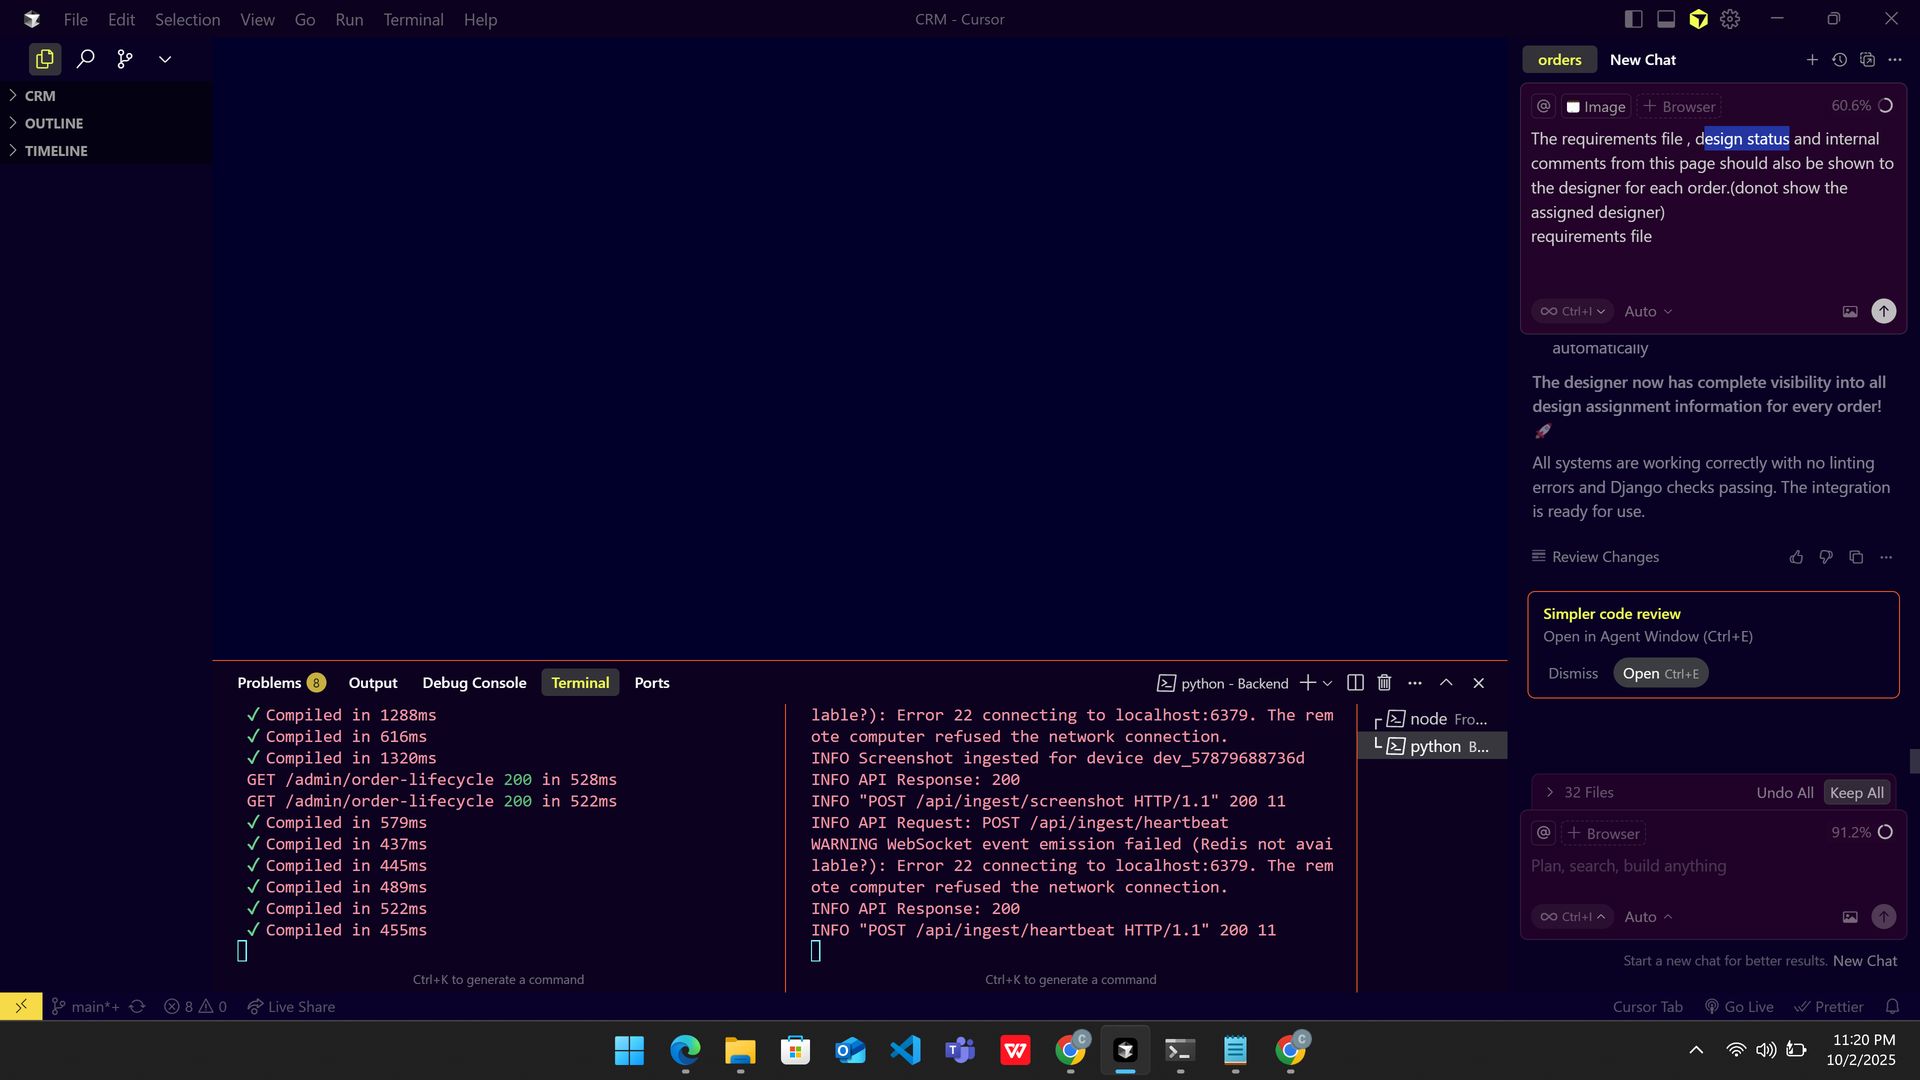 File Edit Selection View Go Run Terminal Help
CRM - Cursor
CRM
OUTLINE
TIMELINE
Problems 8 Output Debug Console Terminal Ports
python - Backend
✓ Compiled in 1288ms
✓ Compiled in 616ms
✓ Compiled in 1320ms
GET /admin/order-lifecycle 200 in 528ms
GET /admin/order-lifecycle 200 in 522ms
✓ Compiled in 579ms
✓ Compiled in 437ms
✓ Compiled in 445ms
✓ Compiled in 489ms
✓ Compiled in 522ms
✓ Compiled in 455ms
Ctrl+K to generate a command
lable?): Error 22 connecting to localhost:6379. The rem
ote computer refused the network connection.
INFO Screenshot ingested for device dev_57879688736d
INFO API Response: 200
INFO "POST /api/ingest/screenshot HTTP/1.1" 200 11
INFO API Request: POST /api/ingest/heartbeat
WARNING WebSocket event emission failed (Redis not avai
lable?): Error 22 connecting to localhost:6379. The rem
ote computer refused the network connection.
INFO API Response: 200
INFO "POST /api/ingest/heartbeat HTTP/1.1" 200 11
Ctrl+K to generate a command
node Fro...
python B...
orders New Chat
@ Image + Browser 60.6%
The requirements file , design status and internal
comments from this page should also be shown to
the designer for each order.(donot show the
assigned designer)
requirements file
∞ Ctrl+I Auto
automatically
The designer now has complete visibility into all
design assignment information for every order!
🚀
All systems are working correctly with no linting
errors and Django checks passing. The integration
is ready for use.
Review Changes
Simpler code review
Open in Agent Window (Ctrl+E)
Dismiss Open Ctrl+E
32 Files Undo All Keep All
@ + Browser 91.2%
Plan, search, build anything
∞ Ctrl+I Auto
Start a new chat for better results. New Chat
main*+ 8 0 Live Share
Cursor Tab Go Live Prettier
11:20 PM
10/2/2025